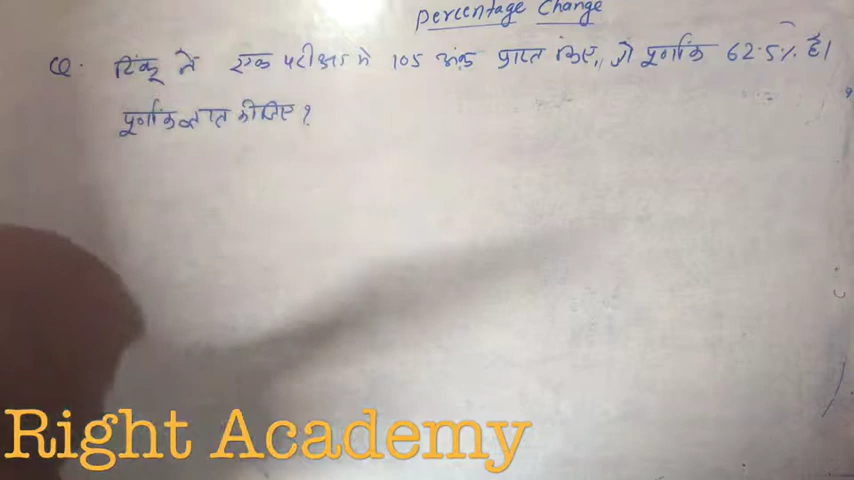 Percentage Change
Q. टिंकू ने एक परीक्षा मे 105 अंक प्राप्त किए, जो पूर्णांक 62.5% है।
पूर्णांक ज्ञात कीजिए ?
Right Academy